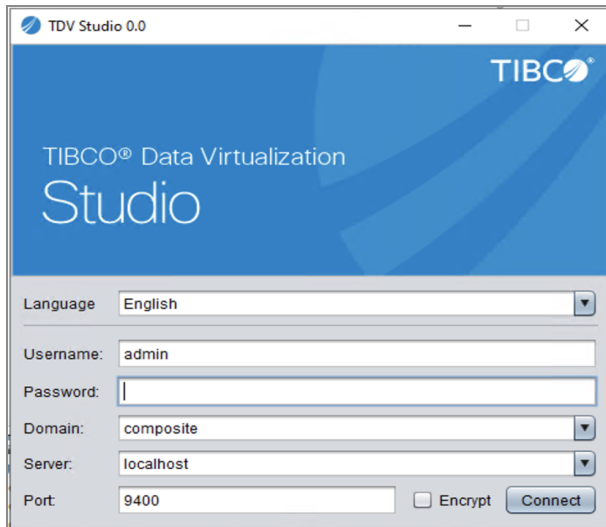 TDV Studio 0.0
TIBCO®
TIBCO® Data Virtualization
Studio
Language English
Username: admin
Password:
Domain: composite
Server: localhost
Port: 9400 Encrypt Connect